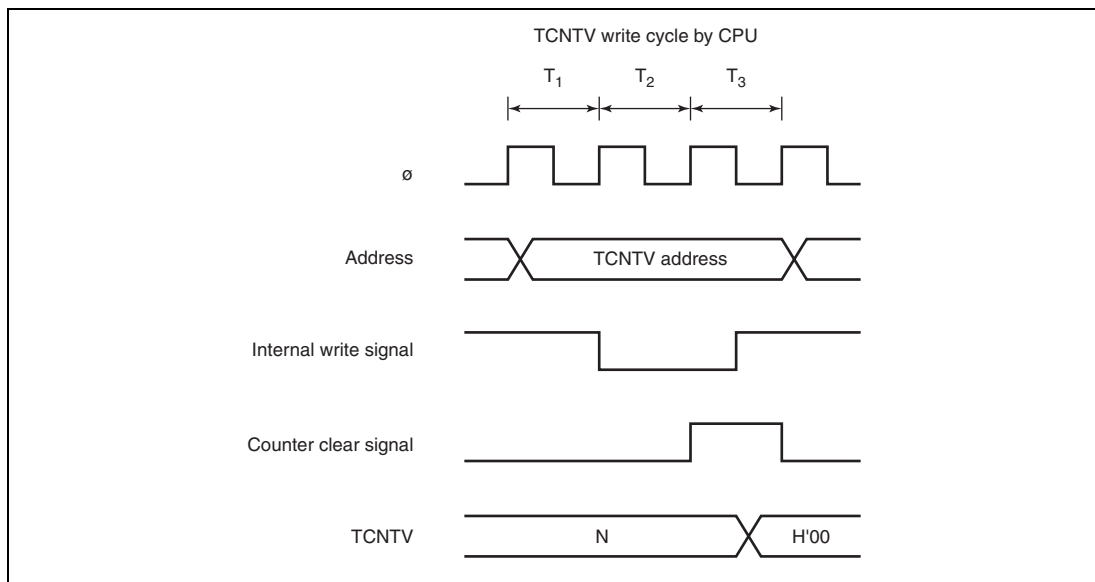 TCNTV write cycle by CPU
T1 T2 T3
ø
Address TCNTV address
Internal write signal
Counter clear signal
TCNTV N H'00